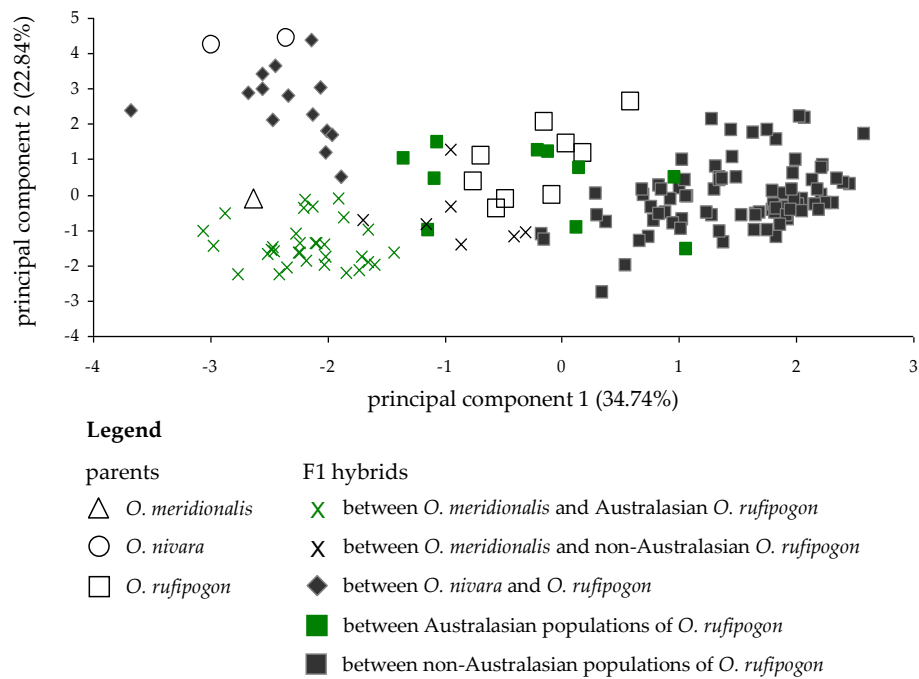 principal component 2 (22.84%)
5
4
3
2
1
0
-1
-2
-3
-4
-4 -3 -2 -1 0 1 2 3
principal component 1 (34.74%)
Legend
parents
O. meridionalis
O. nivara
O. rufipogon
F1 hybrids
between O. meridionalis and Australasian O. rufipogon
between O. meridionalis and non-Australasian O. rufipogon
between O. nivara and O. rufipogon
between Australasian populations of O. rufipogon
between non-Australasian populations of O. rufipogon